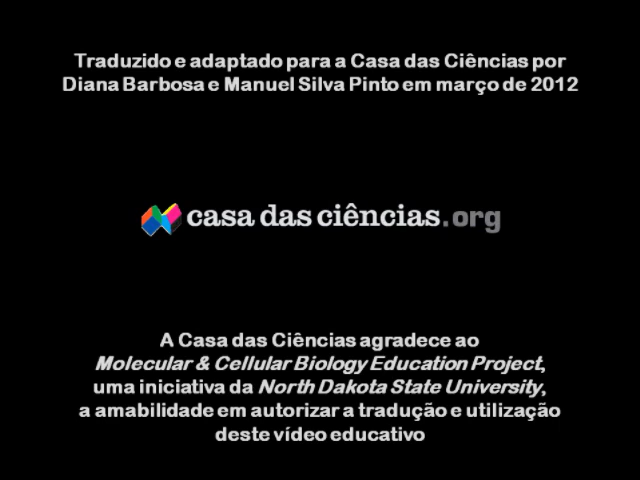 Traduzido e adaptado para a Casa das Ciências por
Diana Barbosa e Manuel Silva Pinto em março de 2012
casa das ciências.org
A Casa das Ciências agradece ao
Molecular & Cellular Biology Education Project,
uma iniciativa da North Dakota State University,
a amabilidade em autorizar a tradução e utilização
deste vídeo educativo